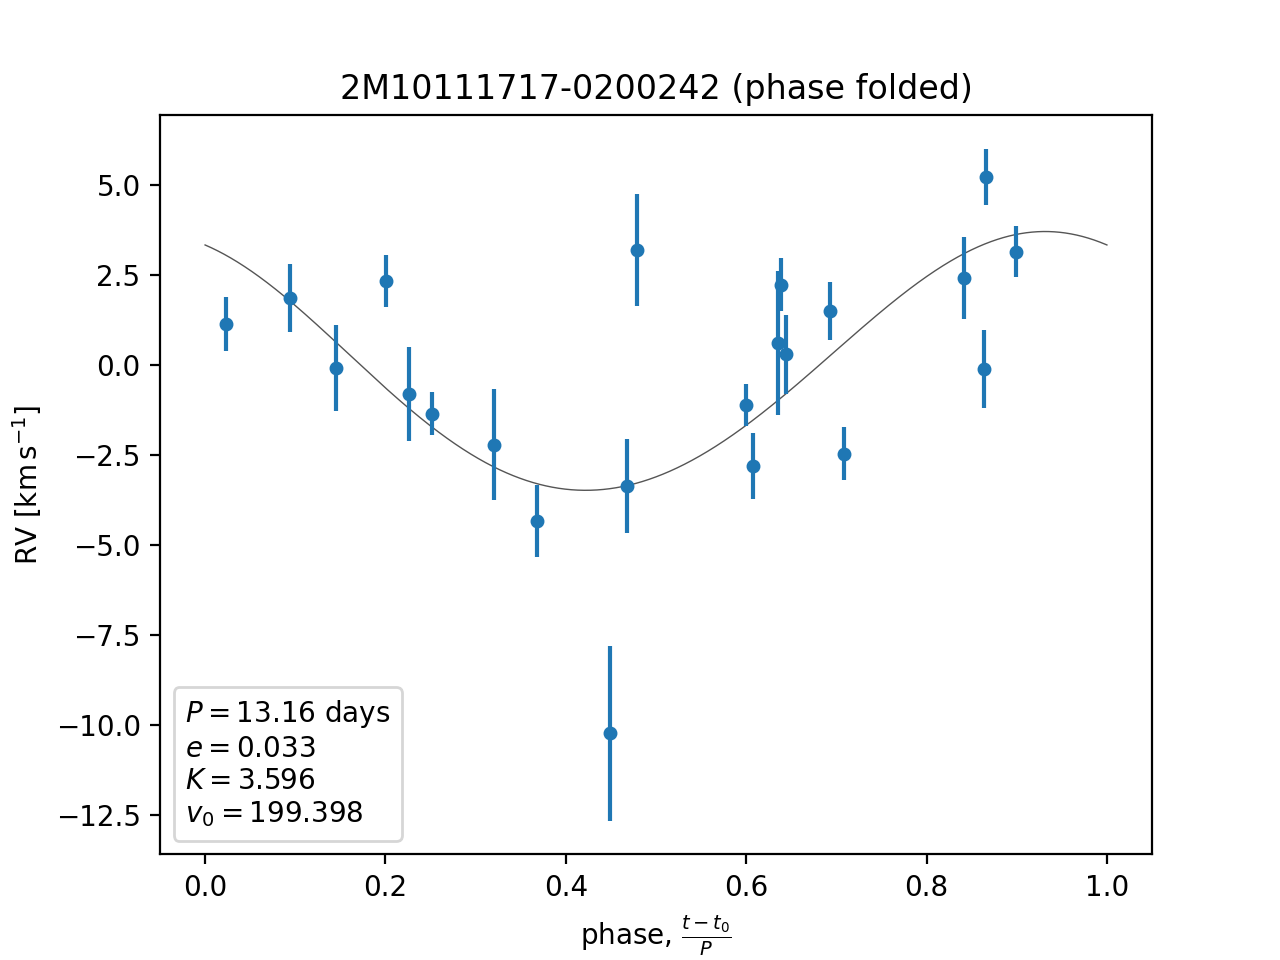 2M10111717-0200242 (phase folded)
5.0
2.5
0.0
−2.5
−5.0
−7.5
−10.0
−12.5
RV [km s⁻¹]
P = 13.16 days
e = 0.033
K = 3.596
v₀ = 199.398
0.0 0.2 0.4 0.6 0.8 1.0
phase, (t − t₀)/P